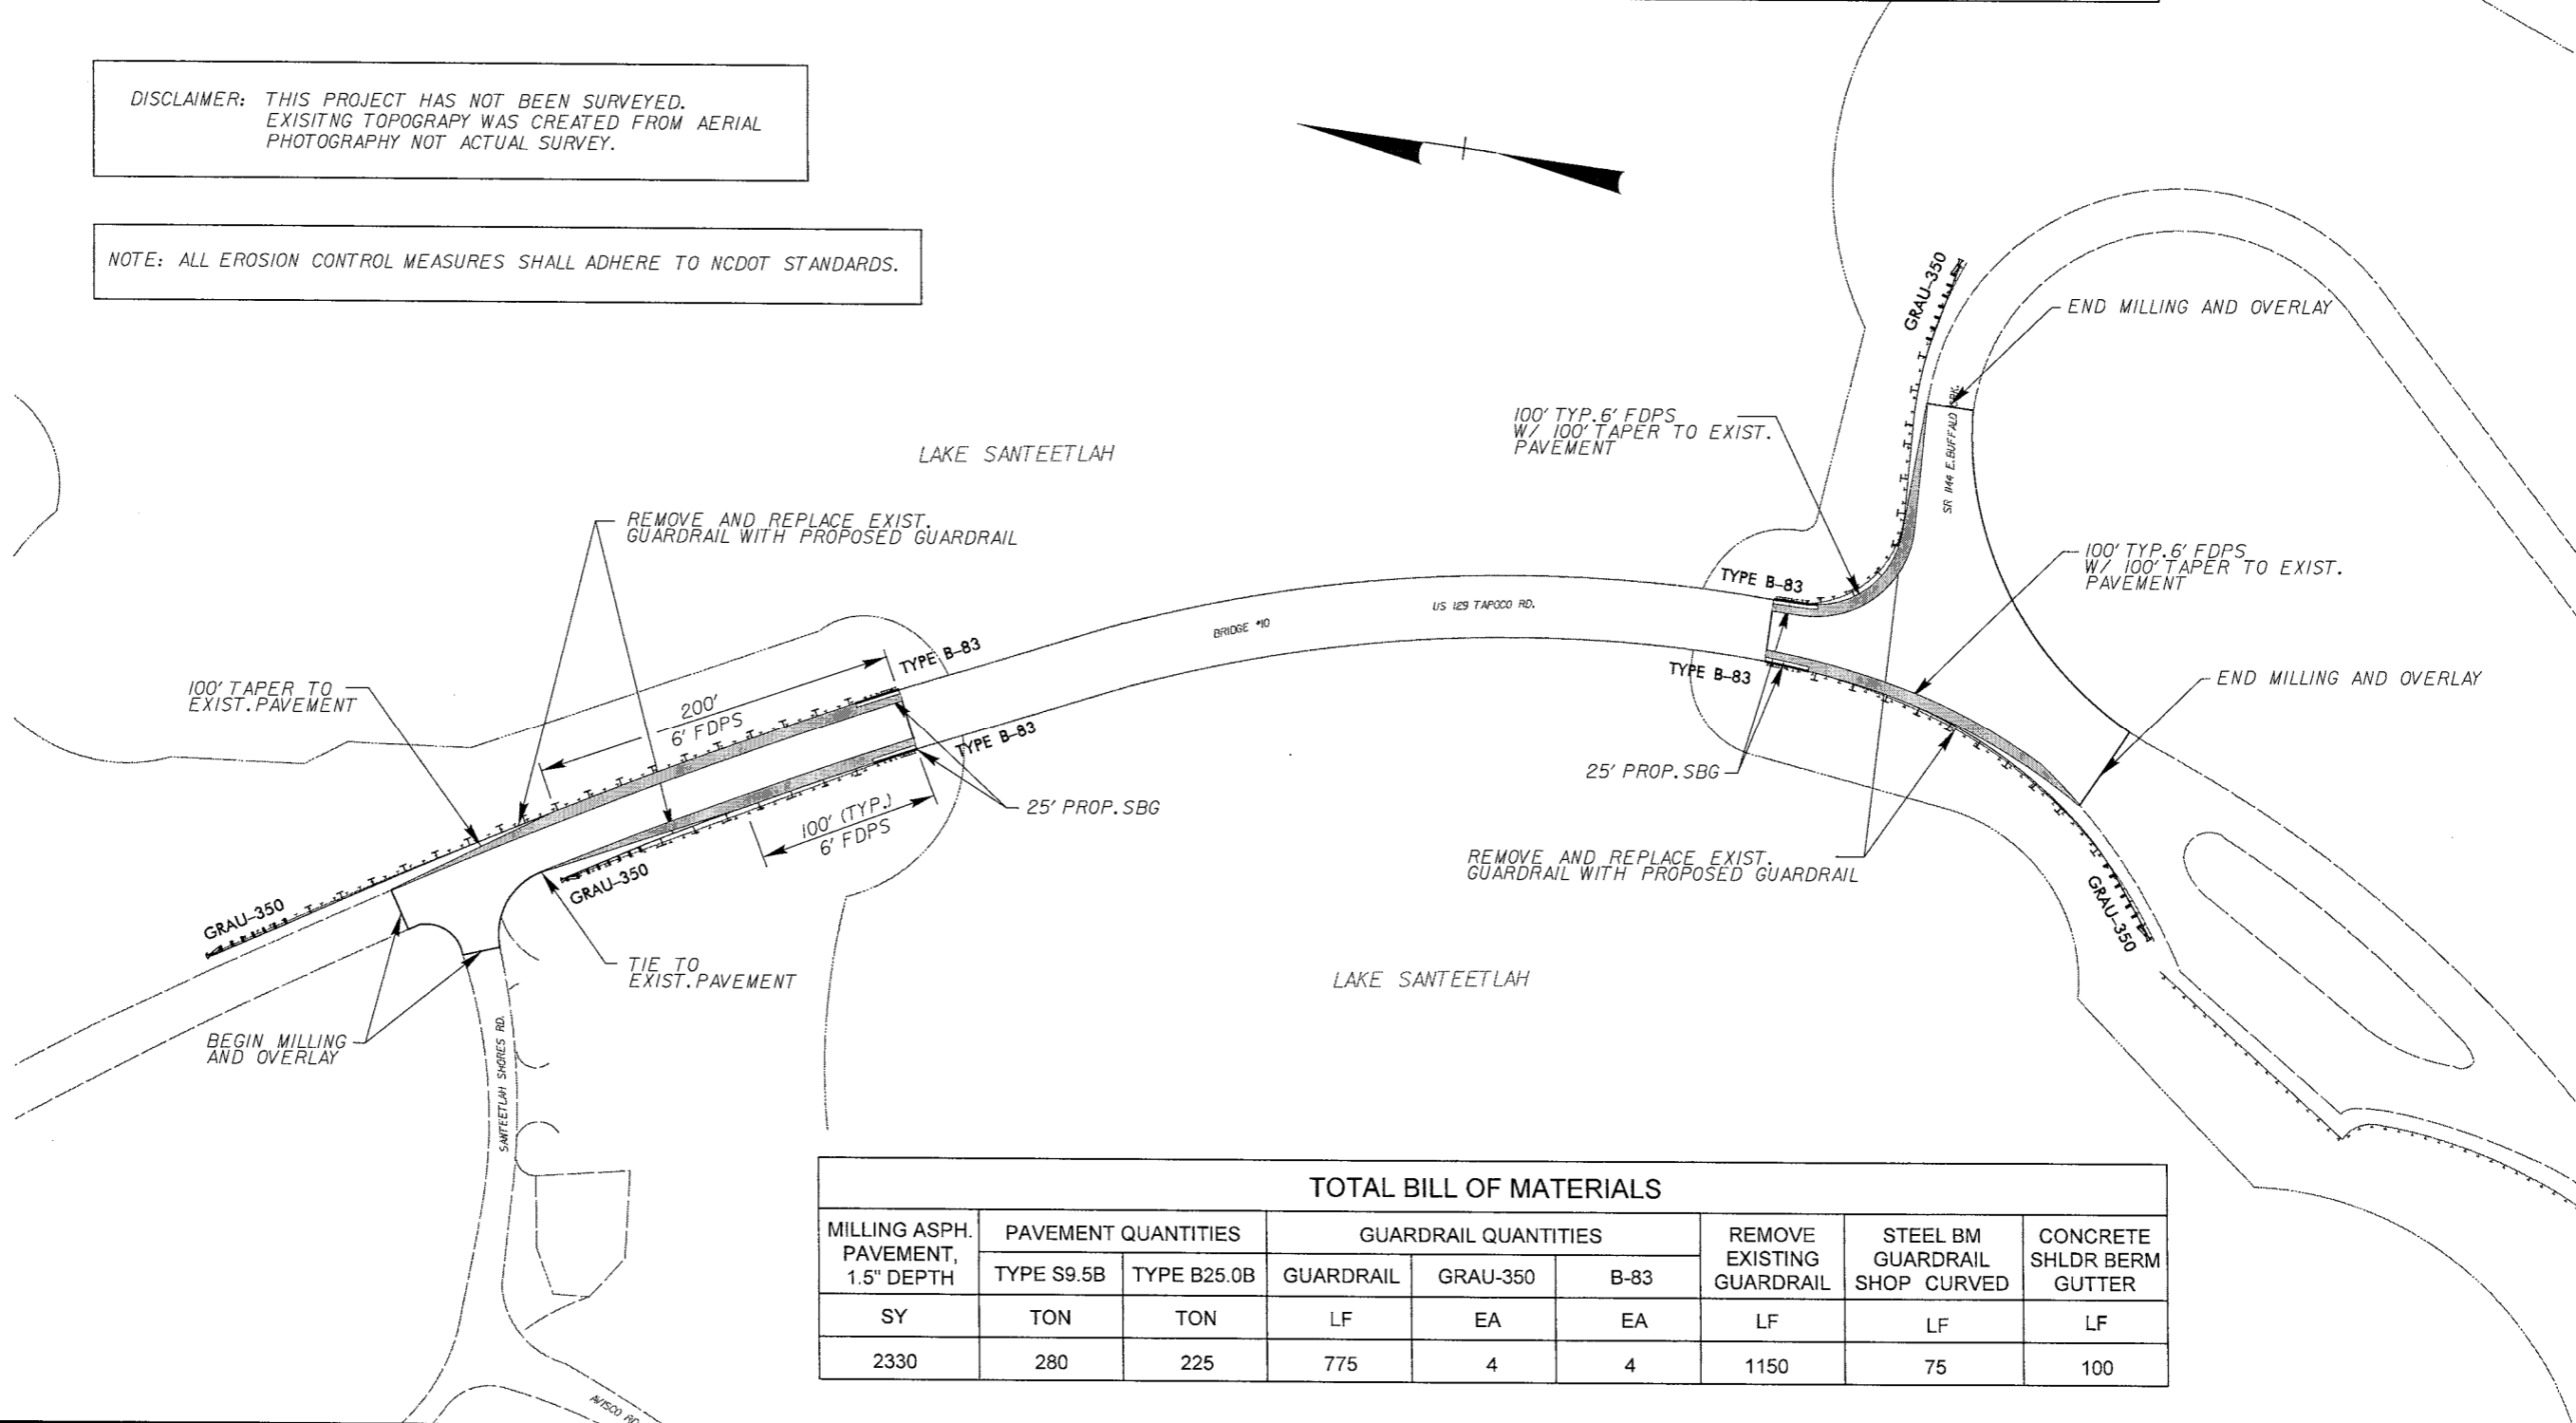 DISCLAIMER: THIS PROJECT HAS NOT BEEN SURVEYED.
EXISITNG TOPOGRAPY WAS CREATED FROM AERIAL
PHOTOGRAPHY NOT ACTUAL SURVEY.
NOTE: ALL EROSION CONTROL MEASURES SHALL ADHERE TO NCDOT STANDARDS.
GRAU-350
END MILLING AND OVERLAY
100' TYP. 6' FDPS
W/ 100' TAPER TO EXIST.
PAVEMENT
SR 1144 E. BUFFALO
LAKE SANTEETLAH
REMOVE AND REPLACE EXIST.
GUARDRAIL WITH PROPOSED GUARDRAIL
100' TYP. 6' FDPS
W/ 100' TAPER TO EXIST.
PAVEMENT
TYPE B-83
US 129 TAPOCO RD.
BRIDGE #10
TYPE B-83
TYPE B-83
END MILLING AND OVERLAY
100' TAPER TO
EXIST. PAVEMENT
200'
6' FDPS
TYPE B-83
25' PROP. SBG
25' PROP. SBG
100' (TYP.)
6' FDPS
REMOVE AND REPLACE EXIST.
GUARDRAIL WITH PROPOSED GUARDRAIL
GRAU-350
GRAU-350
GRAU-350
TIE TO
EXIST. PAVEMENT
LAKE SANTEETLAH
BEGIN MILLING
AND OVERLAY
SANTEETLAH SHORES RD.
AVISCO RD.
TOTAL BILL OF MATERIALS
MILLING ASPH. PAVEMENT, 1.5" DEPTH
PAVEMENT QUANTITIES
GUARDRAIL QUANTITIES
REMOVE EXISTING GUARDRAIL
STEEL BM GUARDRAIL SHOP CURVED
CONCRETE SHLDR BERM GUTTER
TYPE S9.5B TYPE B25.0B GUARDRAIL GRAU-350 B-83
SY TON TON LF EA EA LF LF LF
2330 280 225 775 4 4 1150 75 100